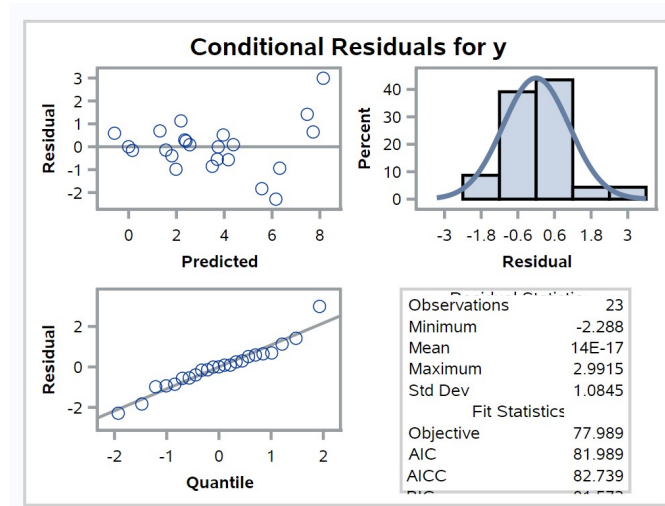 Conditional Residuals for y
Residual
3
2
1
0
-1
-2
0 2 4 6 8
Predicted
Percent
40
30
20
10
0
-3 -1.8 -0.6 0.6 1.8 3
Residual
Residual
2
0
-2
-2 -1 0 1 2
Quantile
Observations 23
Minimum -2.288
Mean 14E-17
Maximum 2.9915
Std Dev 1.0845
Fit Statistics
Objective 77.989
AIC 81.989
AICC 82.739